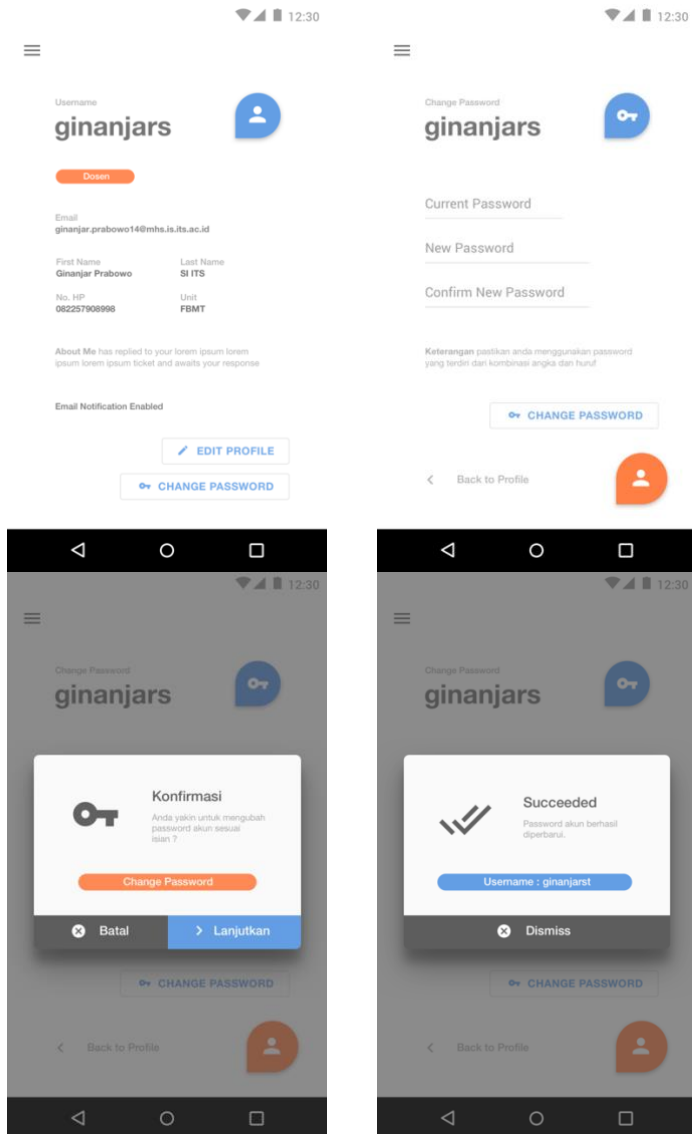 12:30
Username
ginanjars
Dosen
Email
ginanjar.prabowo14@mhs.is.its.ac.id
First Name
Last Name
Ginanjar Prabowo
SI ITS
No. HP
Unit
082257908998
FBMT
About Me has replied to your lorem ipsum lorem
ipsum lorem ipsum ticket and awaits your response
Email Notification Enabled
EDIT PROFILE
CHANGE PASSWORD
12:30
Change Password
ginanjars
Current Password
New Password
Confirm New Password
Keterangan pastikan anda menggunakan password
yang terdiri dari kombinasi angka dan huruf
CHANGE PASSWORD
Back to Profile
12:30
Change Password
ginanjars
Konfirmasi
Anda yakin untuk mengubah
password akun sesuai
isian ?
Change Password
Batal
Lanjutkan
CHANGE PASSWORD
Back to Profile
12:30
Change Password
ginanjars
Succeeded
Password akun berhasil
diperbarui.
Username : ginanjarst
Dismiss
CHANGE PASSWORD
Back to Profile